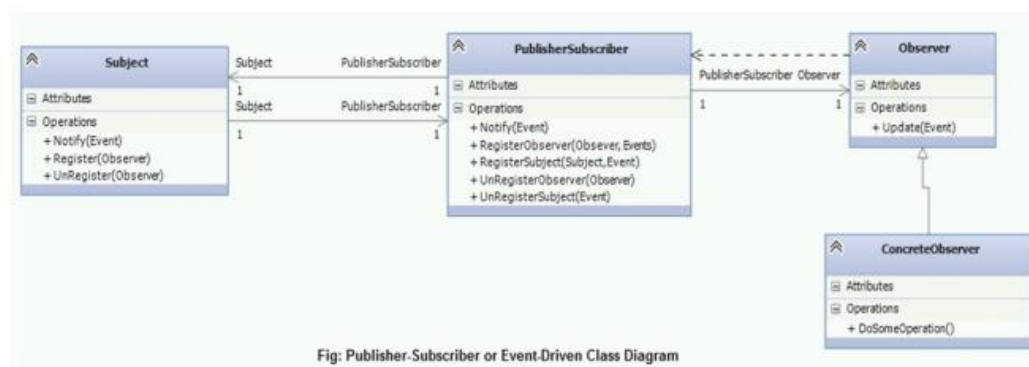 Subject
Attributes
Operations
+ Notify(Event)
+ Register(Observer)
+ UnRegister(Observer)
Subject PublisherSubscriber
1 1
Subject PublisherSubscriber
1 1
PublisherSubscriber
Attributes
Operations
+ Notify(Event)
+ RegisterObserver(Obsever, Events)
+ RegisterSubject(Subject, Event)
+ UnRegisterObserver(Observer)
+ UnRegisterSubject(Event)
PublisherSubscriber Observer
1 1
Observer
Attributes
Operations
+ Update(Event)
ConcreteObserver
Attributes
Operations
+ DoSomeOperation()
Fig: Publisher-Subscriber or Event-Driven Class Diagram